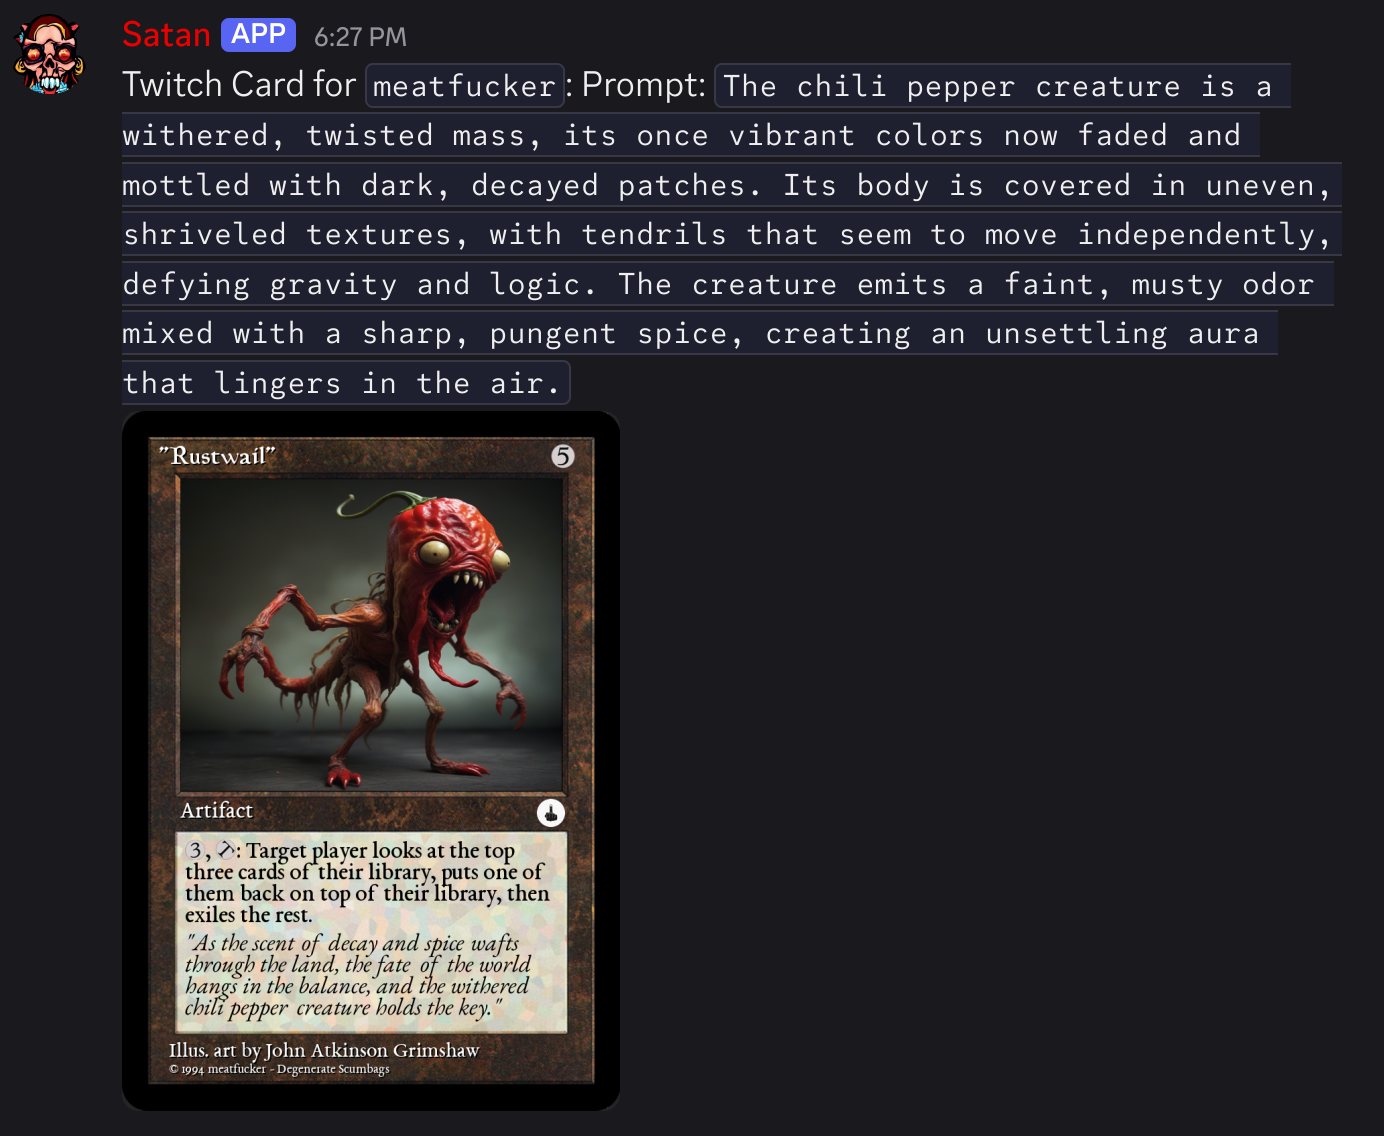 Satan APP 6:27 PM
Twitch Card for meatfucker: Prompt: The chili pepper creature is a
withered, twisted mass, its once vibrant colors now faded and
mottled with dark, decayed patches. Its body is covered in uneven,
shriveled textures, with tendrils that seem to move independently,
defying gravity and logic. The creature emits a faint, musty odor
mixed with a sharp, pungent spice, creating an unsettling aura
that lingers in the air.
"Rustwail" 5
Artifact
3, : Target player looks at the top
three cards of their library, puts one of
them back on top of their library, then
exiles the rest.
"As the scent of decay and spice wafts
through the land, the fate of the world
hangs in the balance, and the withered
chili pepper creature holds the key."
Illus. art by John Atkinson Grimshaw
© 1994 meatfucker - Degenerate Scumbags